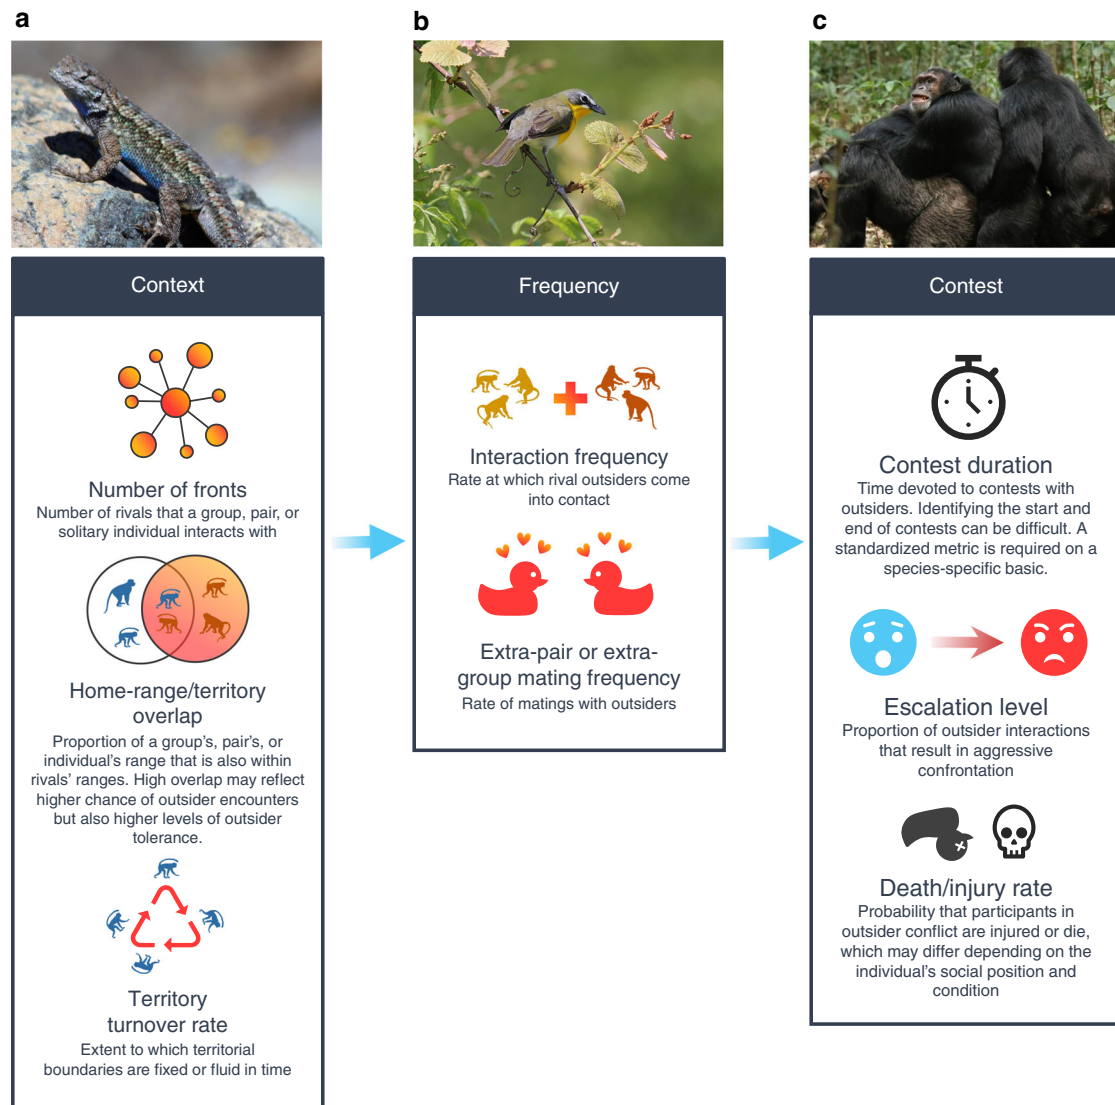 a
Context
Number of fronts
Number of rivals that a group, pair, or
solitary individual interacts with
Home-range/territory
overlap
Proportion of a group’s, pair’s, or
individual’s range that is also within
rivals’ ranges. High overlap may reflect
higher chance of outsider encounters
but also higher levels of outsider
tolerance.
Territory
turnover rate
Extent to which territorial
boundaries are fixed or fluid in time
b
Frequency
Interaction frequency
Rate at which rival outsiders come
into contact
Extra-pair or extra-
group mating frequency
Rate of matings with outsiders
c
Contest
Contest duration
Time devoted to contests with
outsiders. Identifying the start and
end of contests can be difficult. A
standardized metric is required on a
species-specific basic.
Escalation level
Proportion of outsider interactions
that result in aggressive
confrontation
Death/injury rate
Probability that participants in
outsider conflict are injured or die,
which may differ depending on the
individual’s social position and
condition